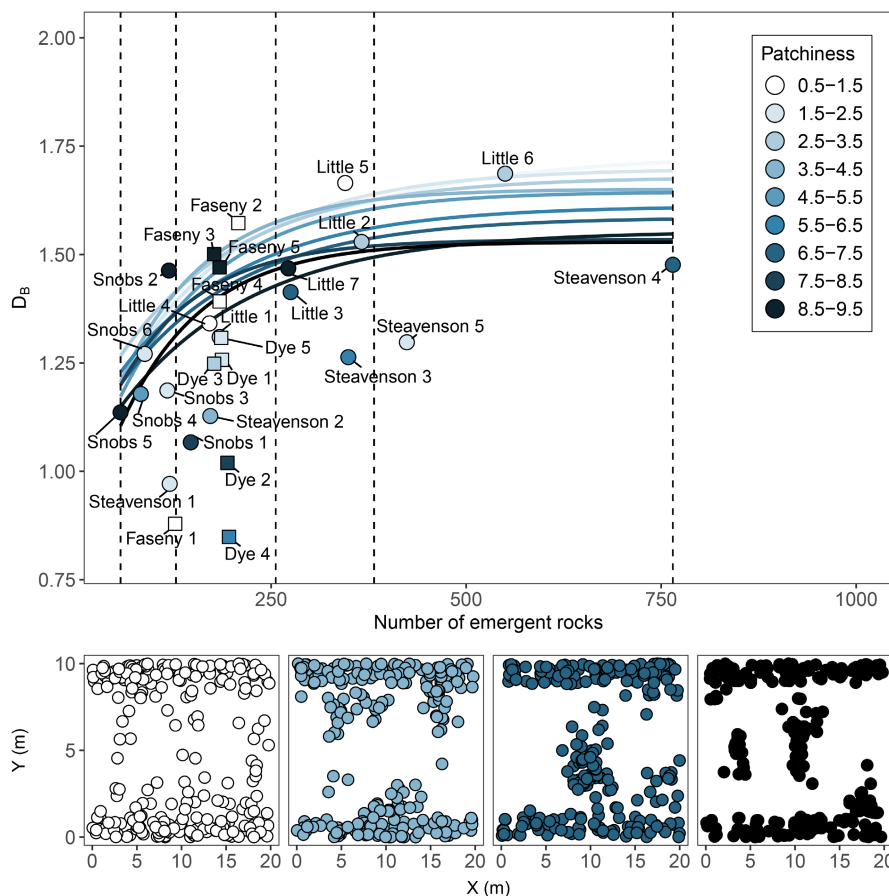 2.00
1.75
1.50
1.25
1.00
0.75
D_B
Patchiness
0.5−1.5
1.5−2.5
2.5−3.5
3.5−4.5
4.5−5.5
5.5−6.5
6.5−7.5
7.5−8.5
8.5−9.5
Little 5
Little 6
Faseny 2
Little 2
Faseny 3
Faseny 5
Snobs 2
Faseny 4
Little 7
Steavenson 4
Little 4
Little 1
Little 3
Snobs 6
Steavenson 5
Dye 5
Dye 3
Dye 1
Steavenson 3
Snobs 3
Snobs 4
Steavenson 2
Snobs 5
Snobs 1
Dye 2
Steavenson 1
Faseny 1
Dye 4
250
500
750
1000
Number of emergent rocks
10
5
0
Y (m)
0 5 10 15 20
0 5 10 15 20
0 5 10 15 20
0 5 10 15 20
X (m)